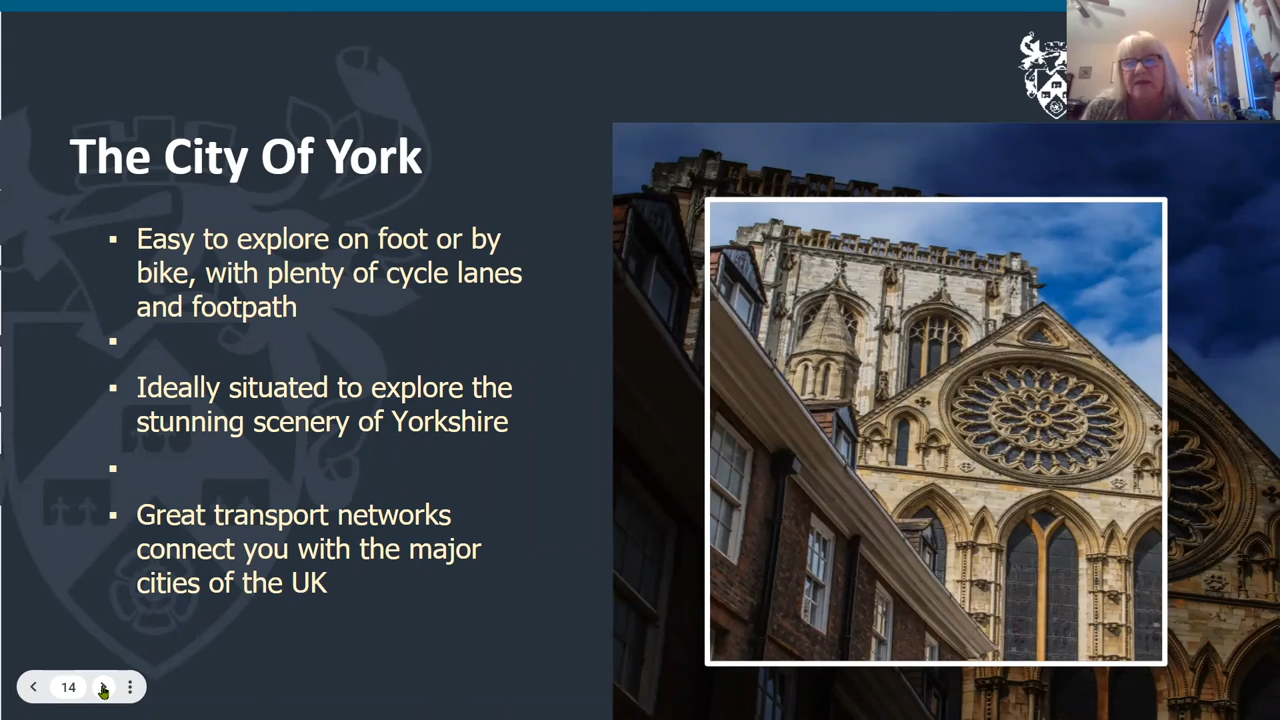 The City Of York
Easy to explore on foot or by
bike, with plenty of cycle lanes
and footpath
Ideally situated to explore the
stunning scenery of Yorkshire
Great transport networks
connect you with the major
cities of the UK
14